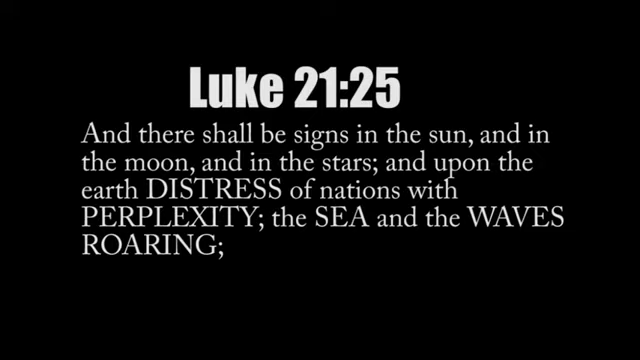 Luke 21:25
And there shall be signs in the sun, and in
the moon, and in the stars; and upon the
earth DISTRESS of nations with
PERPLEXITY; the SEA and the WAVES
ROARING;